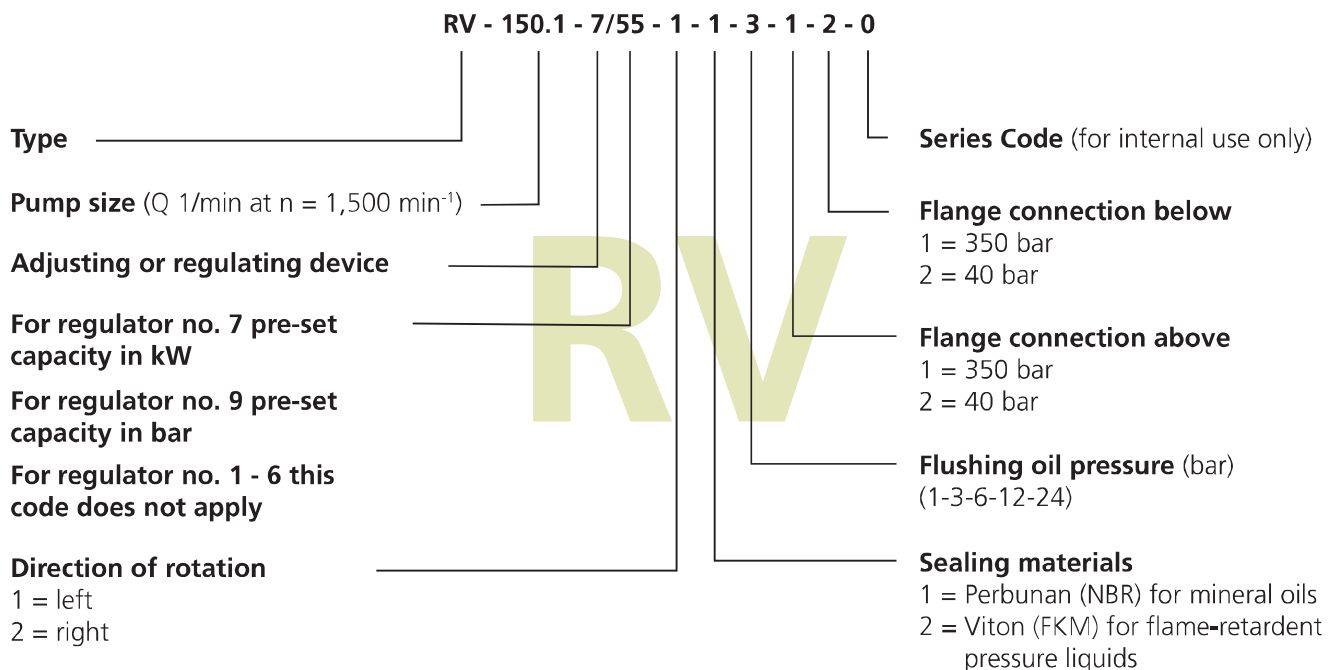 RV - 150.1 - 7/55 - 1 - 1 - 3 - 1 - 2 - 0
Type
Pump size (Q 1/min at n = 1,500 min⁻¹)
Adjusting or regulating device
For regulator no. 7 pre-set
capacity in kW
For regulator no. 9 pre-set
capacity in bar
For regulator no. 1 - 6 this
code does not apply
Direction of rotation
1 = left
2 = right
RV
Series Code (for internal use only)
Flange connection below
1 = 350 bar
2 = 40 bar
Flange connection above
1 = 350 bar
2 = 40 bar
Flushing oil pressure (bar)
(1-3-6-12-24)
Sealing materials
1 = Perbunan (NBR) for mineral oils
2 = Viton (FKM) for flame-retardent
pressure liquids